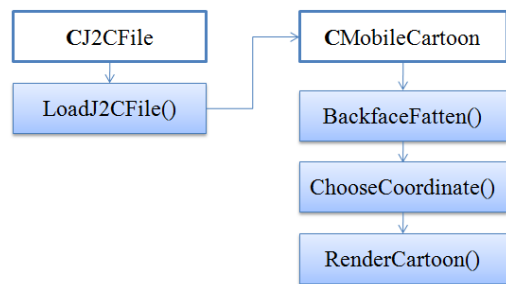 CJ2CFile
LoadJ2CFile()
CMobileCartoon
BackfaceFatten()
ChooseCoordinate()
RenderCartoon()